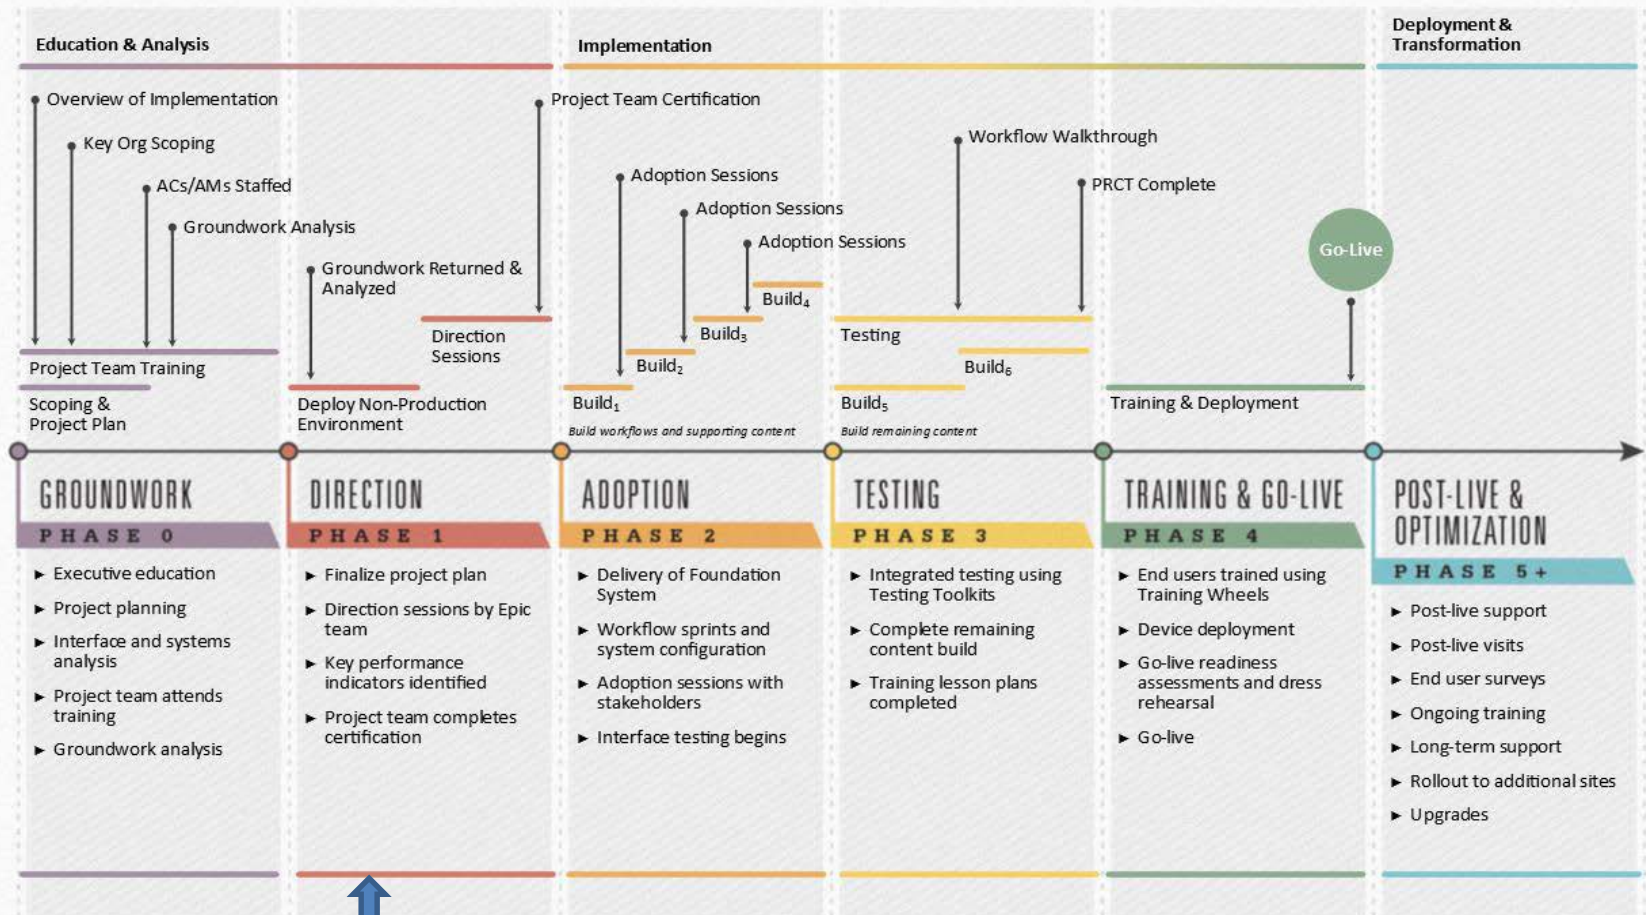 Education & Analysis
Implementation
Deployment &
Transformation
Overview of Implementation
Key Org Scoping
ACs/AMs Staffed
Groundwork Analysis
Groundwork Returned &
Analyzed
Project Team Certification
Adoption Sessions
Adoption Sessions
Adoption Sessions
Workflow Walkthrough
PRCT Complete
Go-Live
Project Team Training
Scoping &
Project Plan
Direction
Sessions
Deploy Non-Production
Environment
Build₁
Build₂
Build₃
Build₄
Build workflows and supporting content
Testing
Build₆
Build₅
Build remaining content
Training & Deployment
GROUNDWORK
PHASE 0
► Executive education
► Project planning
► Interface and systems
analysis
► Project team attends
training
► Groundwork analysis
DIRECTION
PHASE 1
► Finalize project plan
► Direction sessions by Epic
team
► Key performance
indicators identified
► Project team completes
certification
ADOPTION
PHASE 2
► Delivery of Foundation
System
► Workflow sprints and
system configuration
► Adoption sessions with
stakeholders
► Interface testing begins
TESTING
PHASE 3
► Integrated testing using
Testing Toolkits
► Complete remaining
content build
► Training lesson plans
completed
TRAINING & GO-LIVE
PHASE 4
► End users trained using
Training Wheels
► Device deployment
► Go-live readiness
assessments and dress
rehearsal
► Go-live
POST-LIVE &
OPTIMIZATION
PHASE 5+
► Post-live support
► Post-live visits
► End user surveys
► Ongoing training
► Long-term support
► Rollout to additional sites
► Upgrades